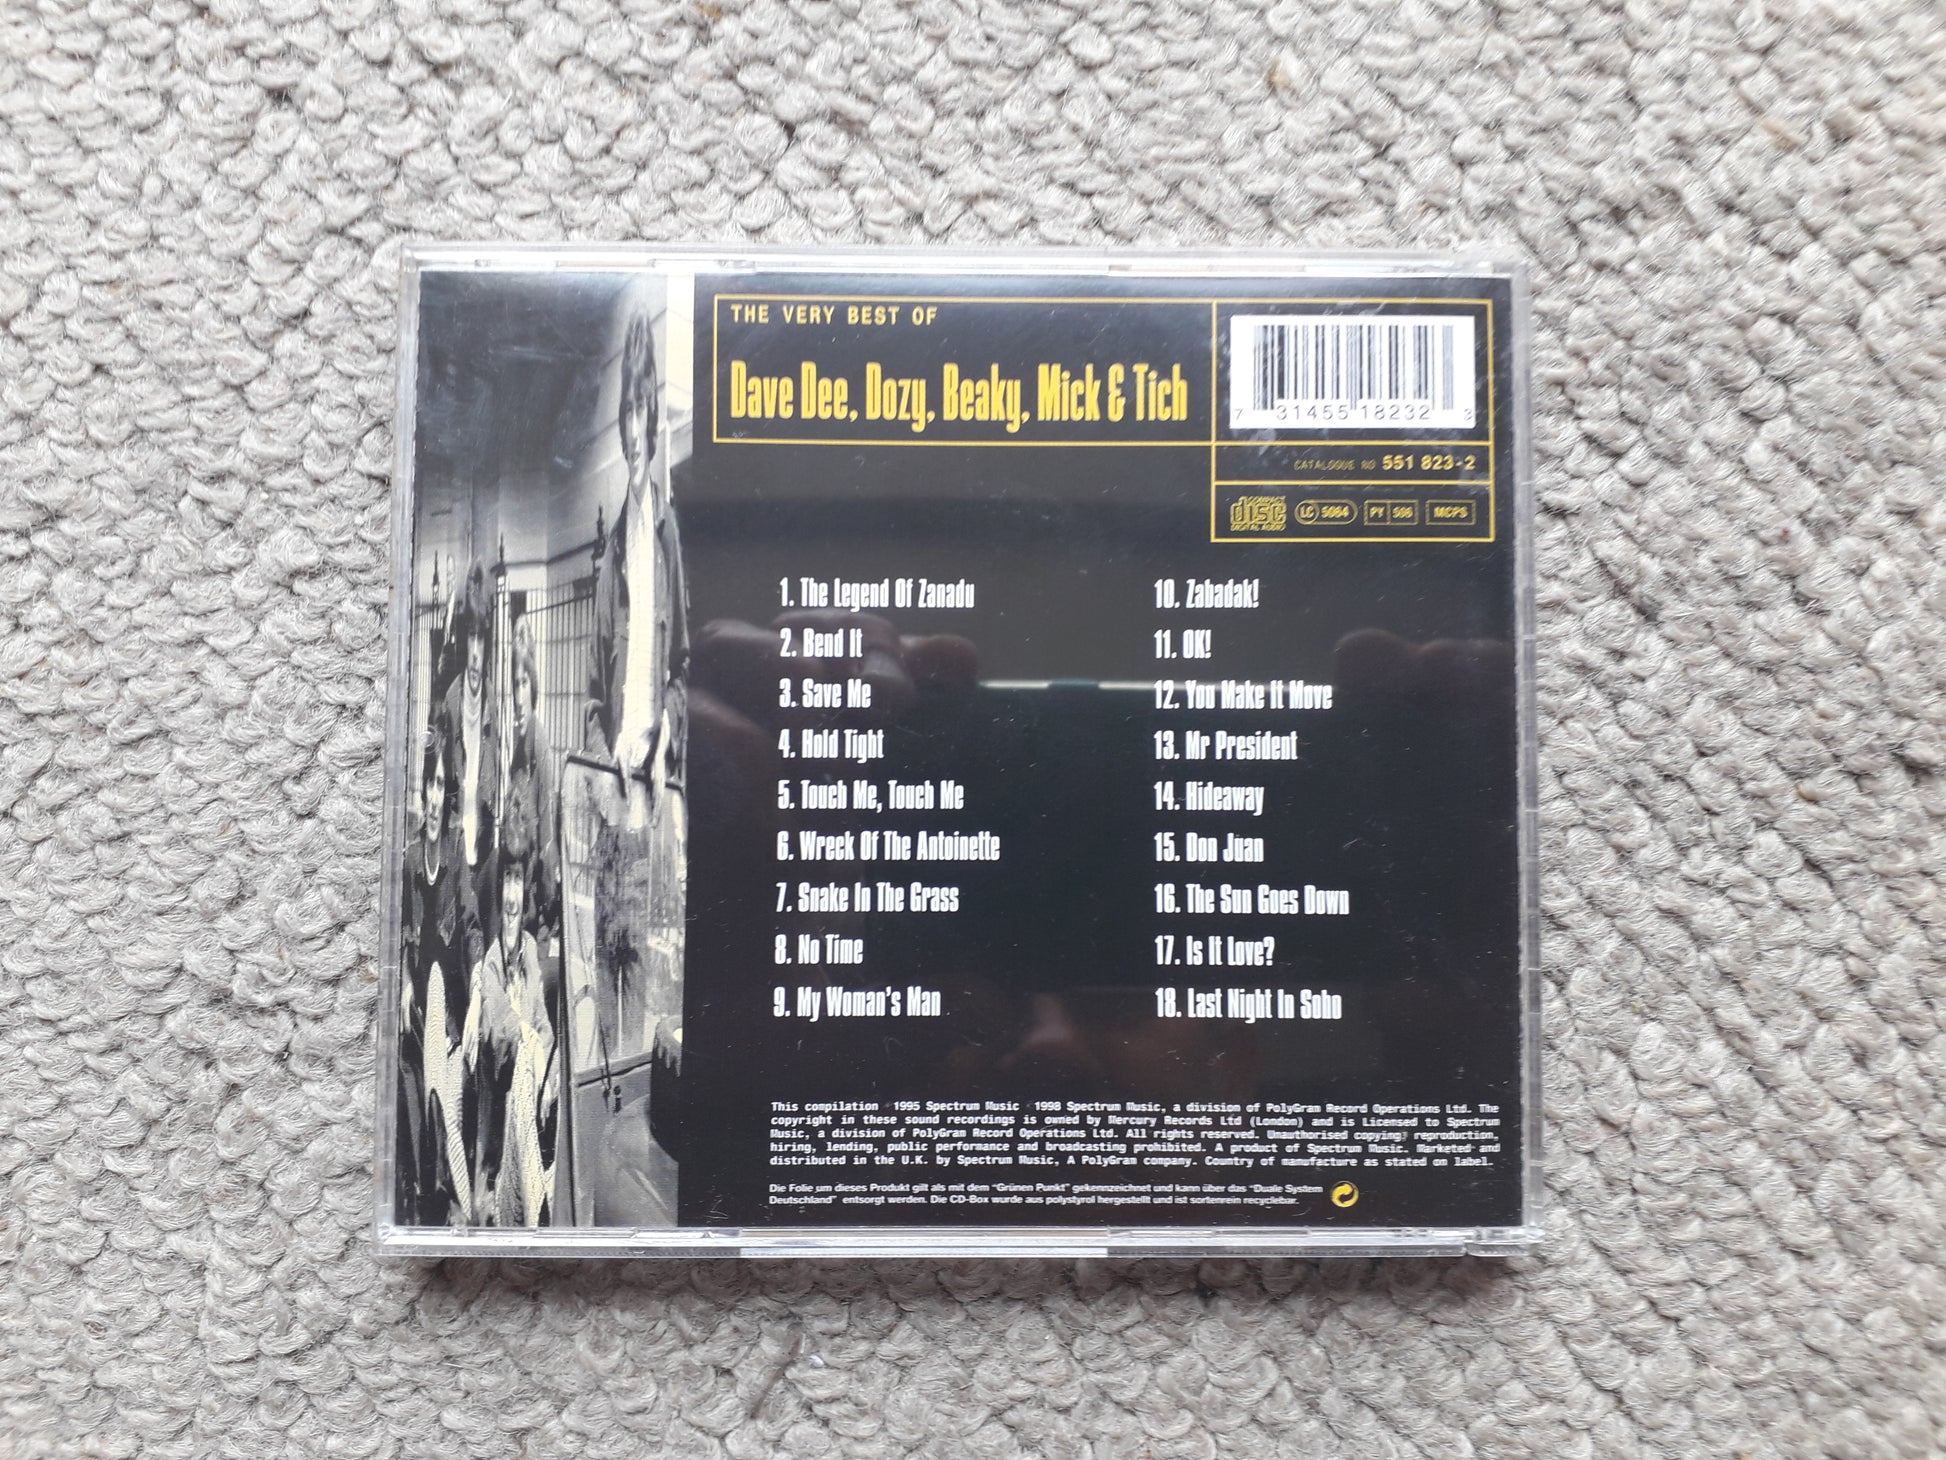 THE VERY BEST OF
Dave Dee, Dozy, Beaky, Mick & Tich
7 31455 18232 3
CATALOGUE NO 551 823-2
COMPACT disc DIGITAL AUDIO LC 5064 PY 506 MCPS
1. The Legend Of Zanadu
2. Bend It
3. Save Me
4. Hold Tight
5. Touch Me, Touch Me
6. Wreck Of The Antoinette
7. Snake In The Grass
8. No Time
9. My Woman's Man
10. Zabadak!
11. OK!
12. You Make It Move
13. Mr President
14. Hideaway
15. Don Juan
16. The Sun Goes Down
17. Is It Love?
18. Last Night In Soho
This compilation 1995 Spectrum Music 1998 Spectrum Music, a division of PolyGram Record Operations Ltd. The
copyright in these sound recordings is owned by Mercury Records Ltd (London) and is Licensed to Spectrum
Music, a division of PolyGram Record Operations Ltd. All rights reserved. Unauthorised copying, reproduction,
hiring, lending, public performance and broadcasting prohibited. A product of Spectrum Music. Marketed and
distributed in the U.K. by Spectrum Music, A PolyGram company. Country of manufacture as stated on label.
Die Folie um dieses Produkt gilt als mit dem "Grünen Punkt" gekennzeichnet und kann über das "Duale System
Deutschland" entsorgt werden. Die CD-Box wurde aus polystyrol hergestellt und ist sortenrein recyclebar.